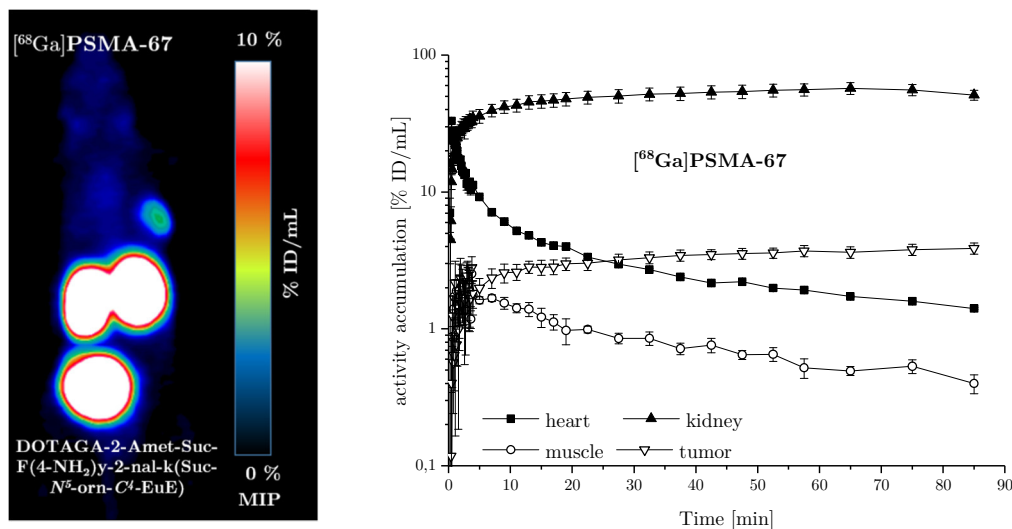 [⁶⁸Ga]PSMA-67
10 %
% ID/mL
0 %
MIP
DOTAGA-2-Amet-Suc-
F(4-NH₂)y-2-nal-k(Suc-
N⁵-orn-C⁴-EuE)
activity accumulation [% ID/mL]
100
10
1
0,1
[⁶⁸Ga]PSMA-67
heart
kidney
muscle
tumor
0 10 20 30 40 50 60 70 80 90
Time [min]